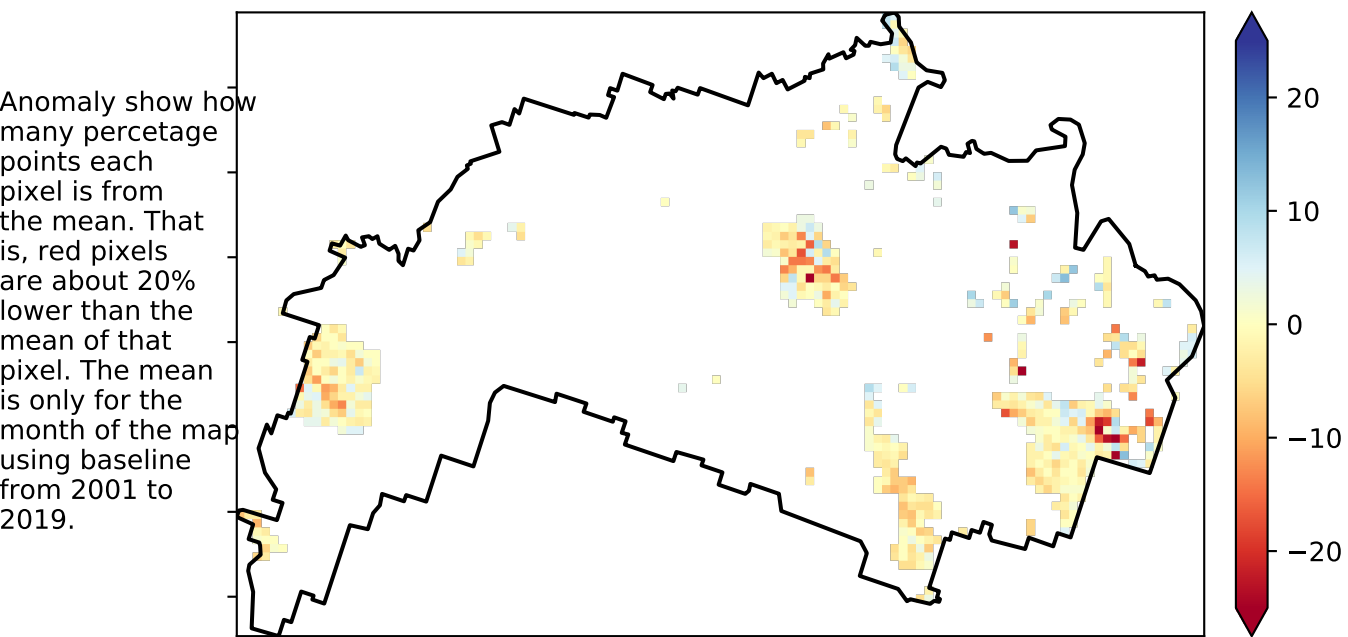 Anomaly show how
many percetage
points each
pixel is from
the mean. That
is, red pixels
are about 20%
lower than the
mean of that
pixel. The mean
is only for the
month of the map
using baseline
from 2001 to
2019.
20
10
0
−10
−20